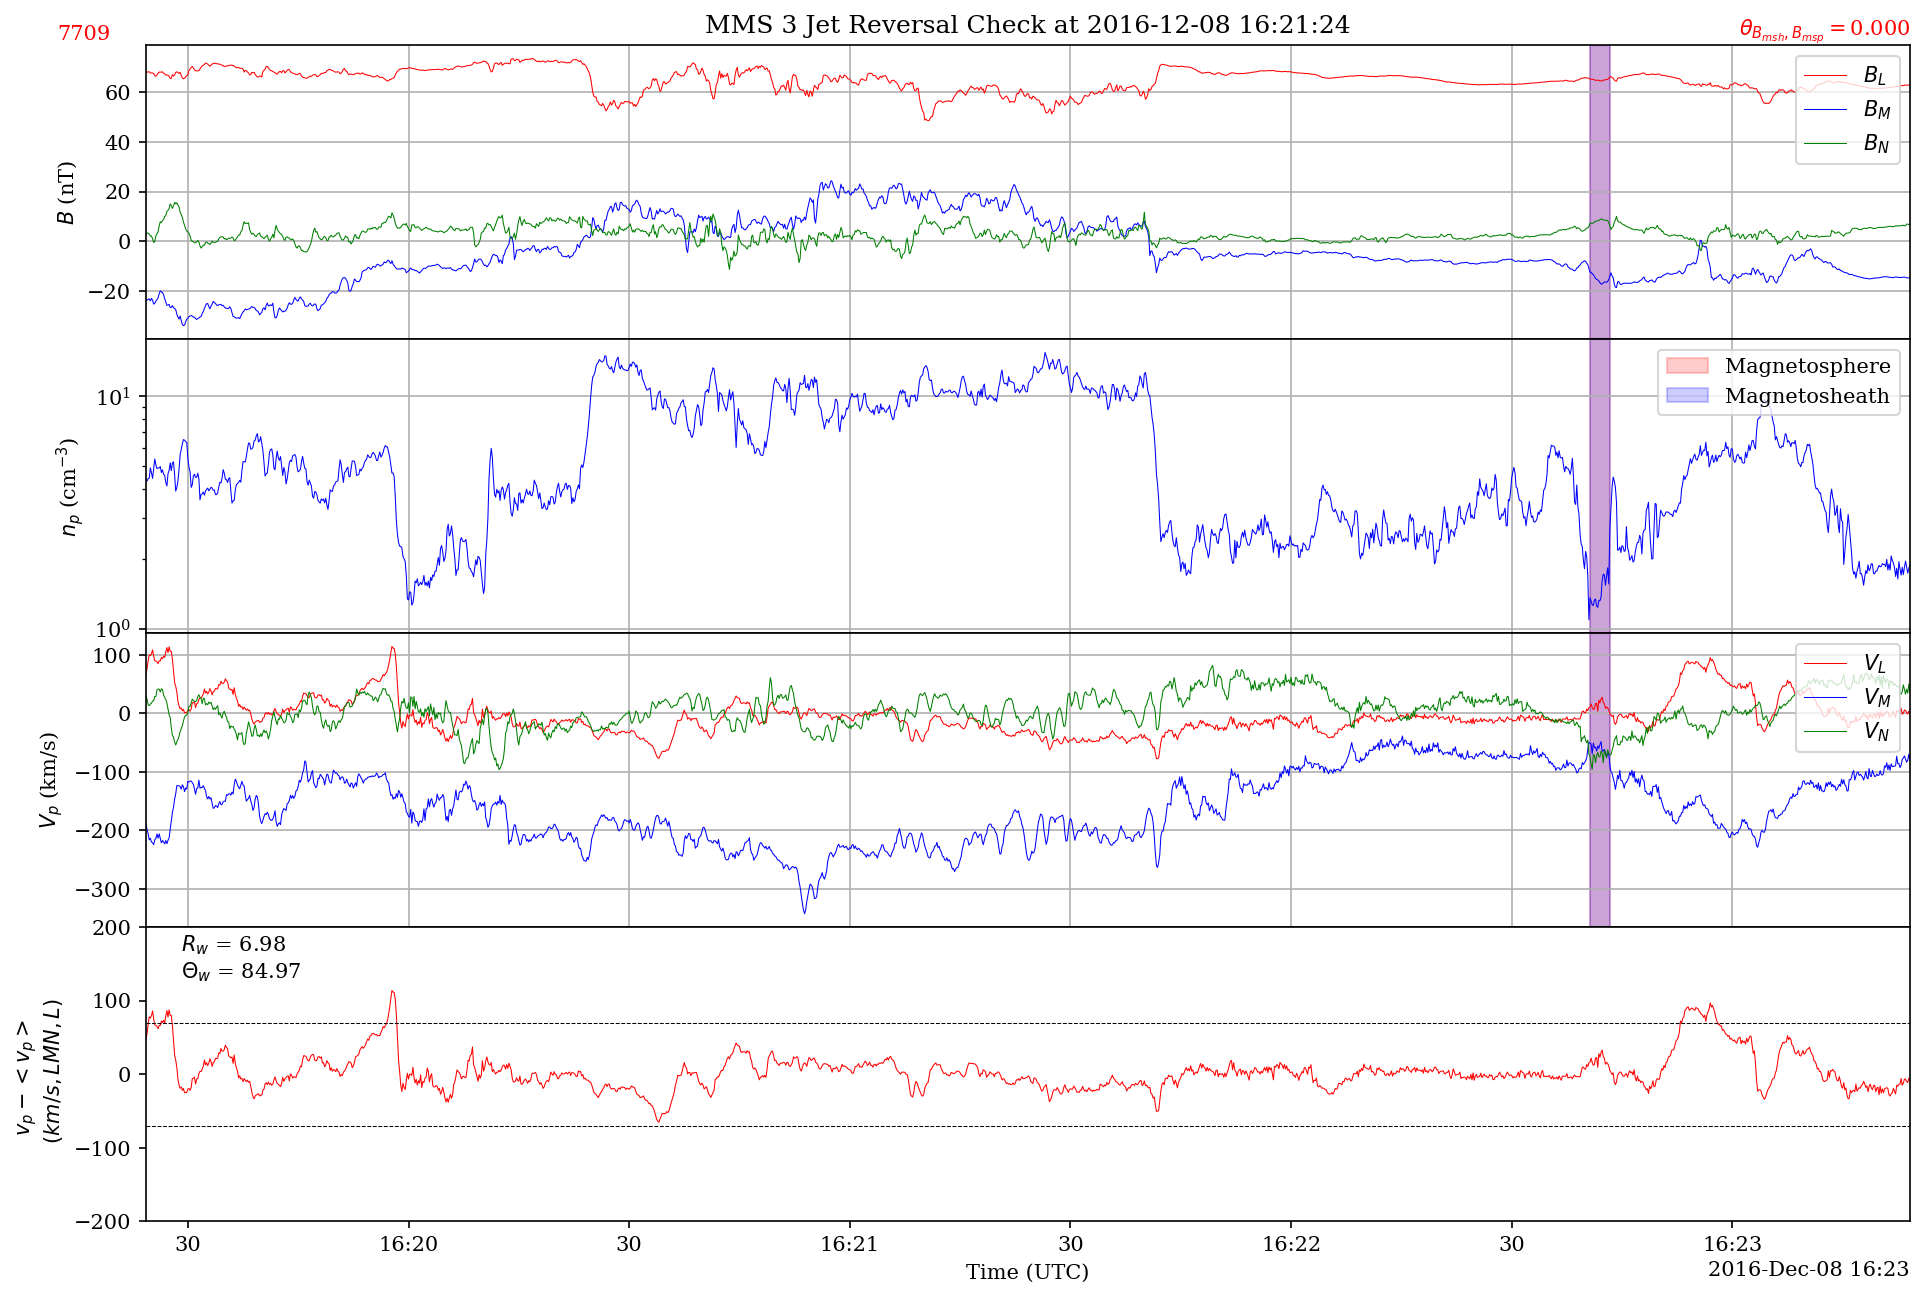 7709
MMS 3 Jet Reversal Check at 2016-12-08 16:21:24
θ_{B_{msh}, B_{msp}} = 0.000
B (nT)
60
40
20
0
−20
B_L
B_M
B_N
n_p (cm^{−3})
10^1
10^0
Magnetosphere
Magnetosheath
V_p (km/s)
100
0
−100
−200
−300
V_L
V_M
V_N
v_p − < v_p >
(km/s, LMN, L)
200
100
0
−100
−200
R_w = 6.98
Θ_w = 84.97
30 16:20 30 16:21 30 16:22 30 16:23
Time (UTC)
2016-Dec-08 16:23